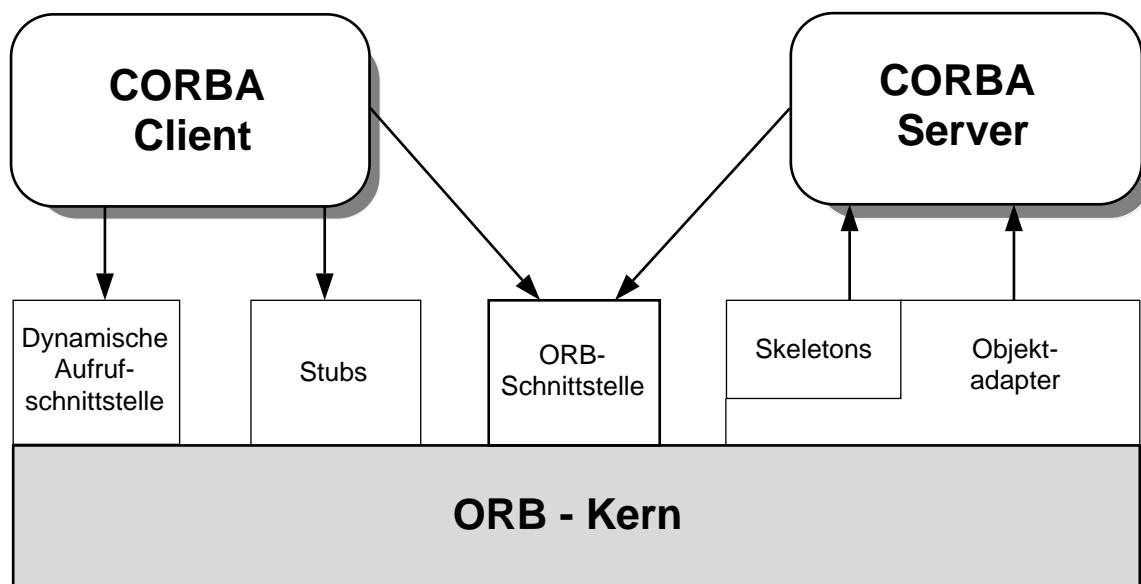 CORBA
Client
CORBA
Server
Dynamische
Aufruf-
schnittstelle
Stubs
ORB-
Schnittstelle
Skeletons
Objekt-
adapter
ORB - Kern